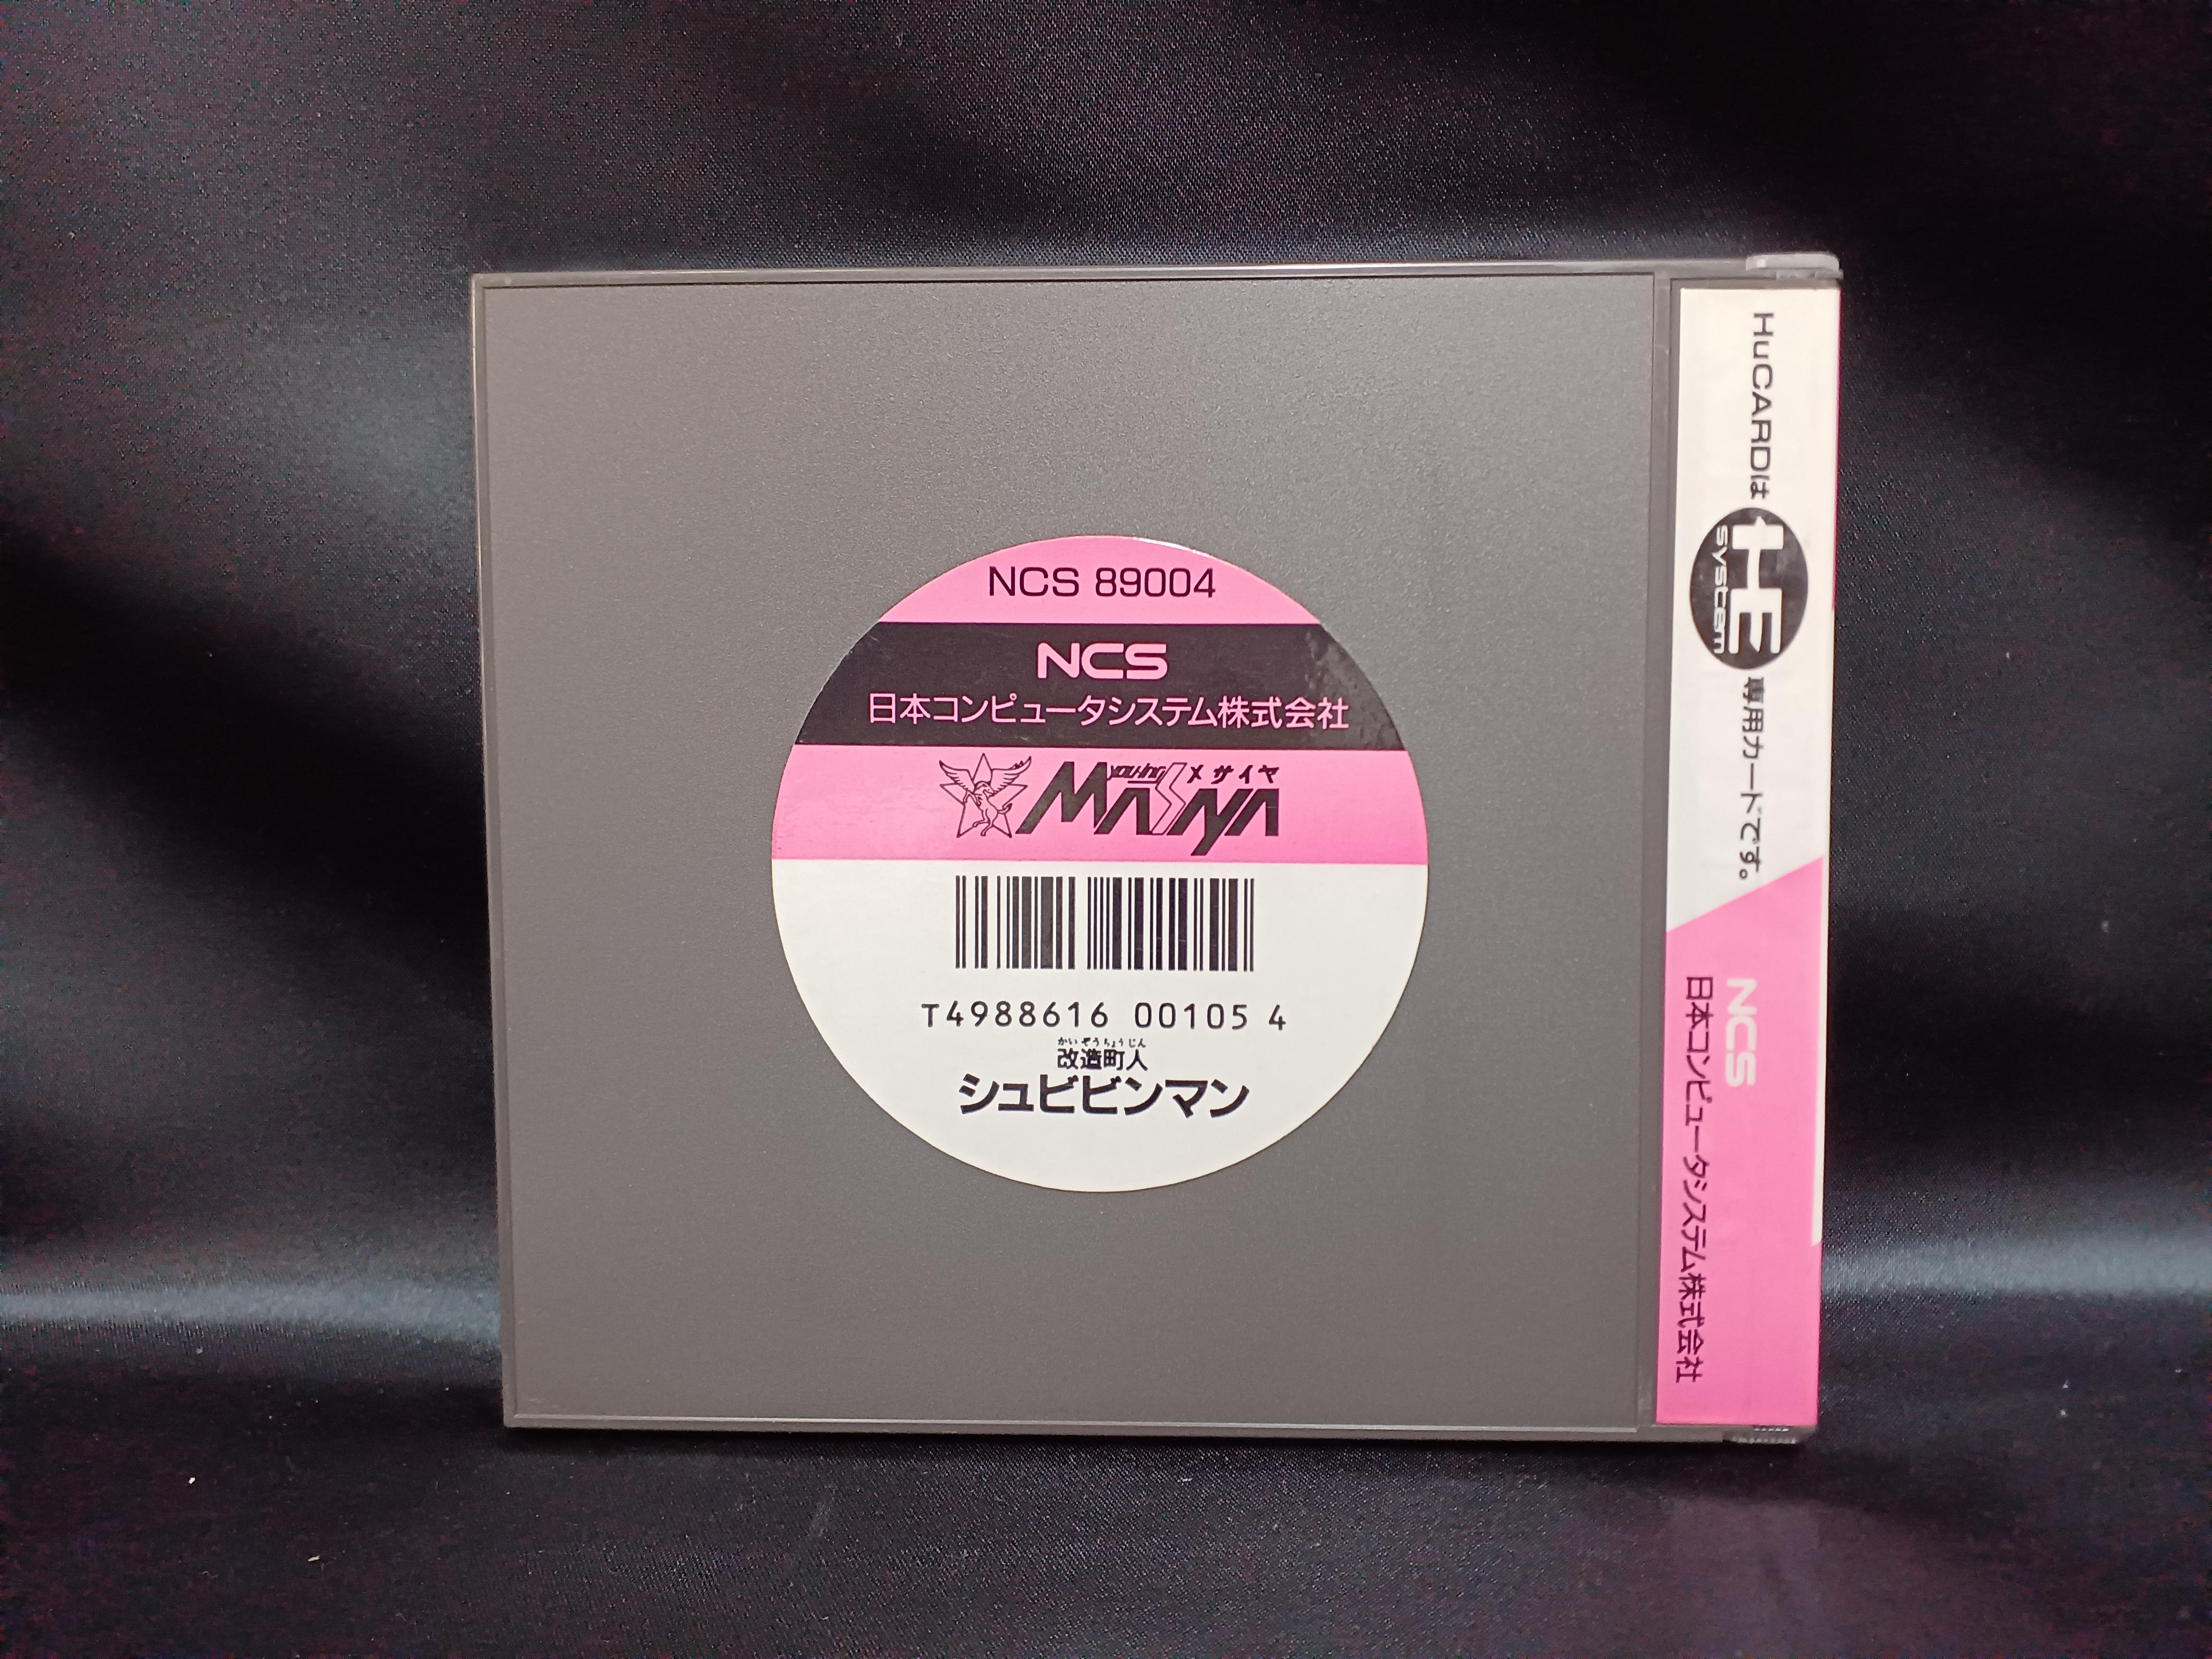 NCS 89004
NCS
日本コンピュータシステム株式会社
メサイヤ
MASAYA
T4988616 00105 4
かいぞうちょうじん
改造町人
シュビビンマン
HuCARDは
HE
SYSTEM
専用カードです。
NCS
日本コンピュータシステム株式会社